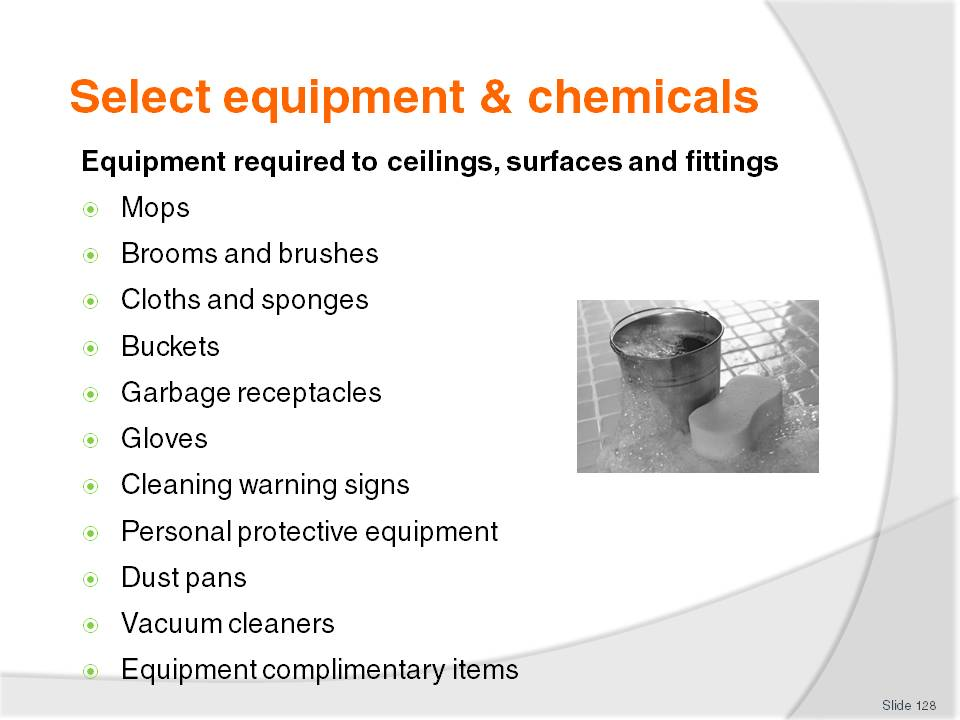 Select equipment & chemicals
Equipment required to ceilings, surfaces and fittings
Mops
Brooms and brushes
Cloths and sponges
Buckets
Garbage receptacles
Gloves
Cleaning warning signs
Personal protective equipment
Dust pans
Vacuum cleaners
Equipment complimentary items
Slide 128